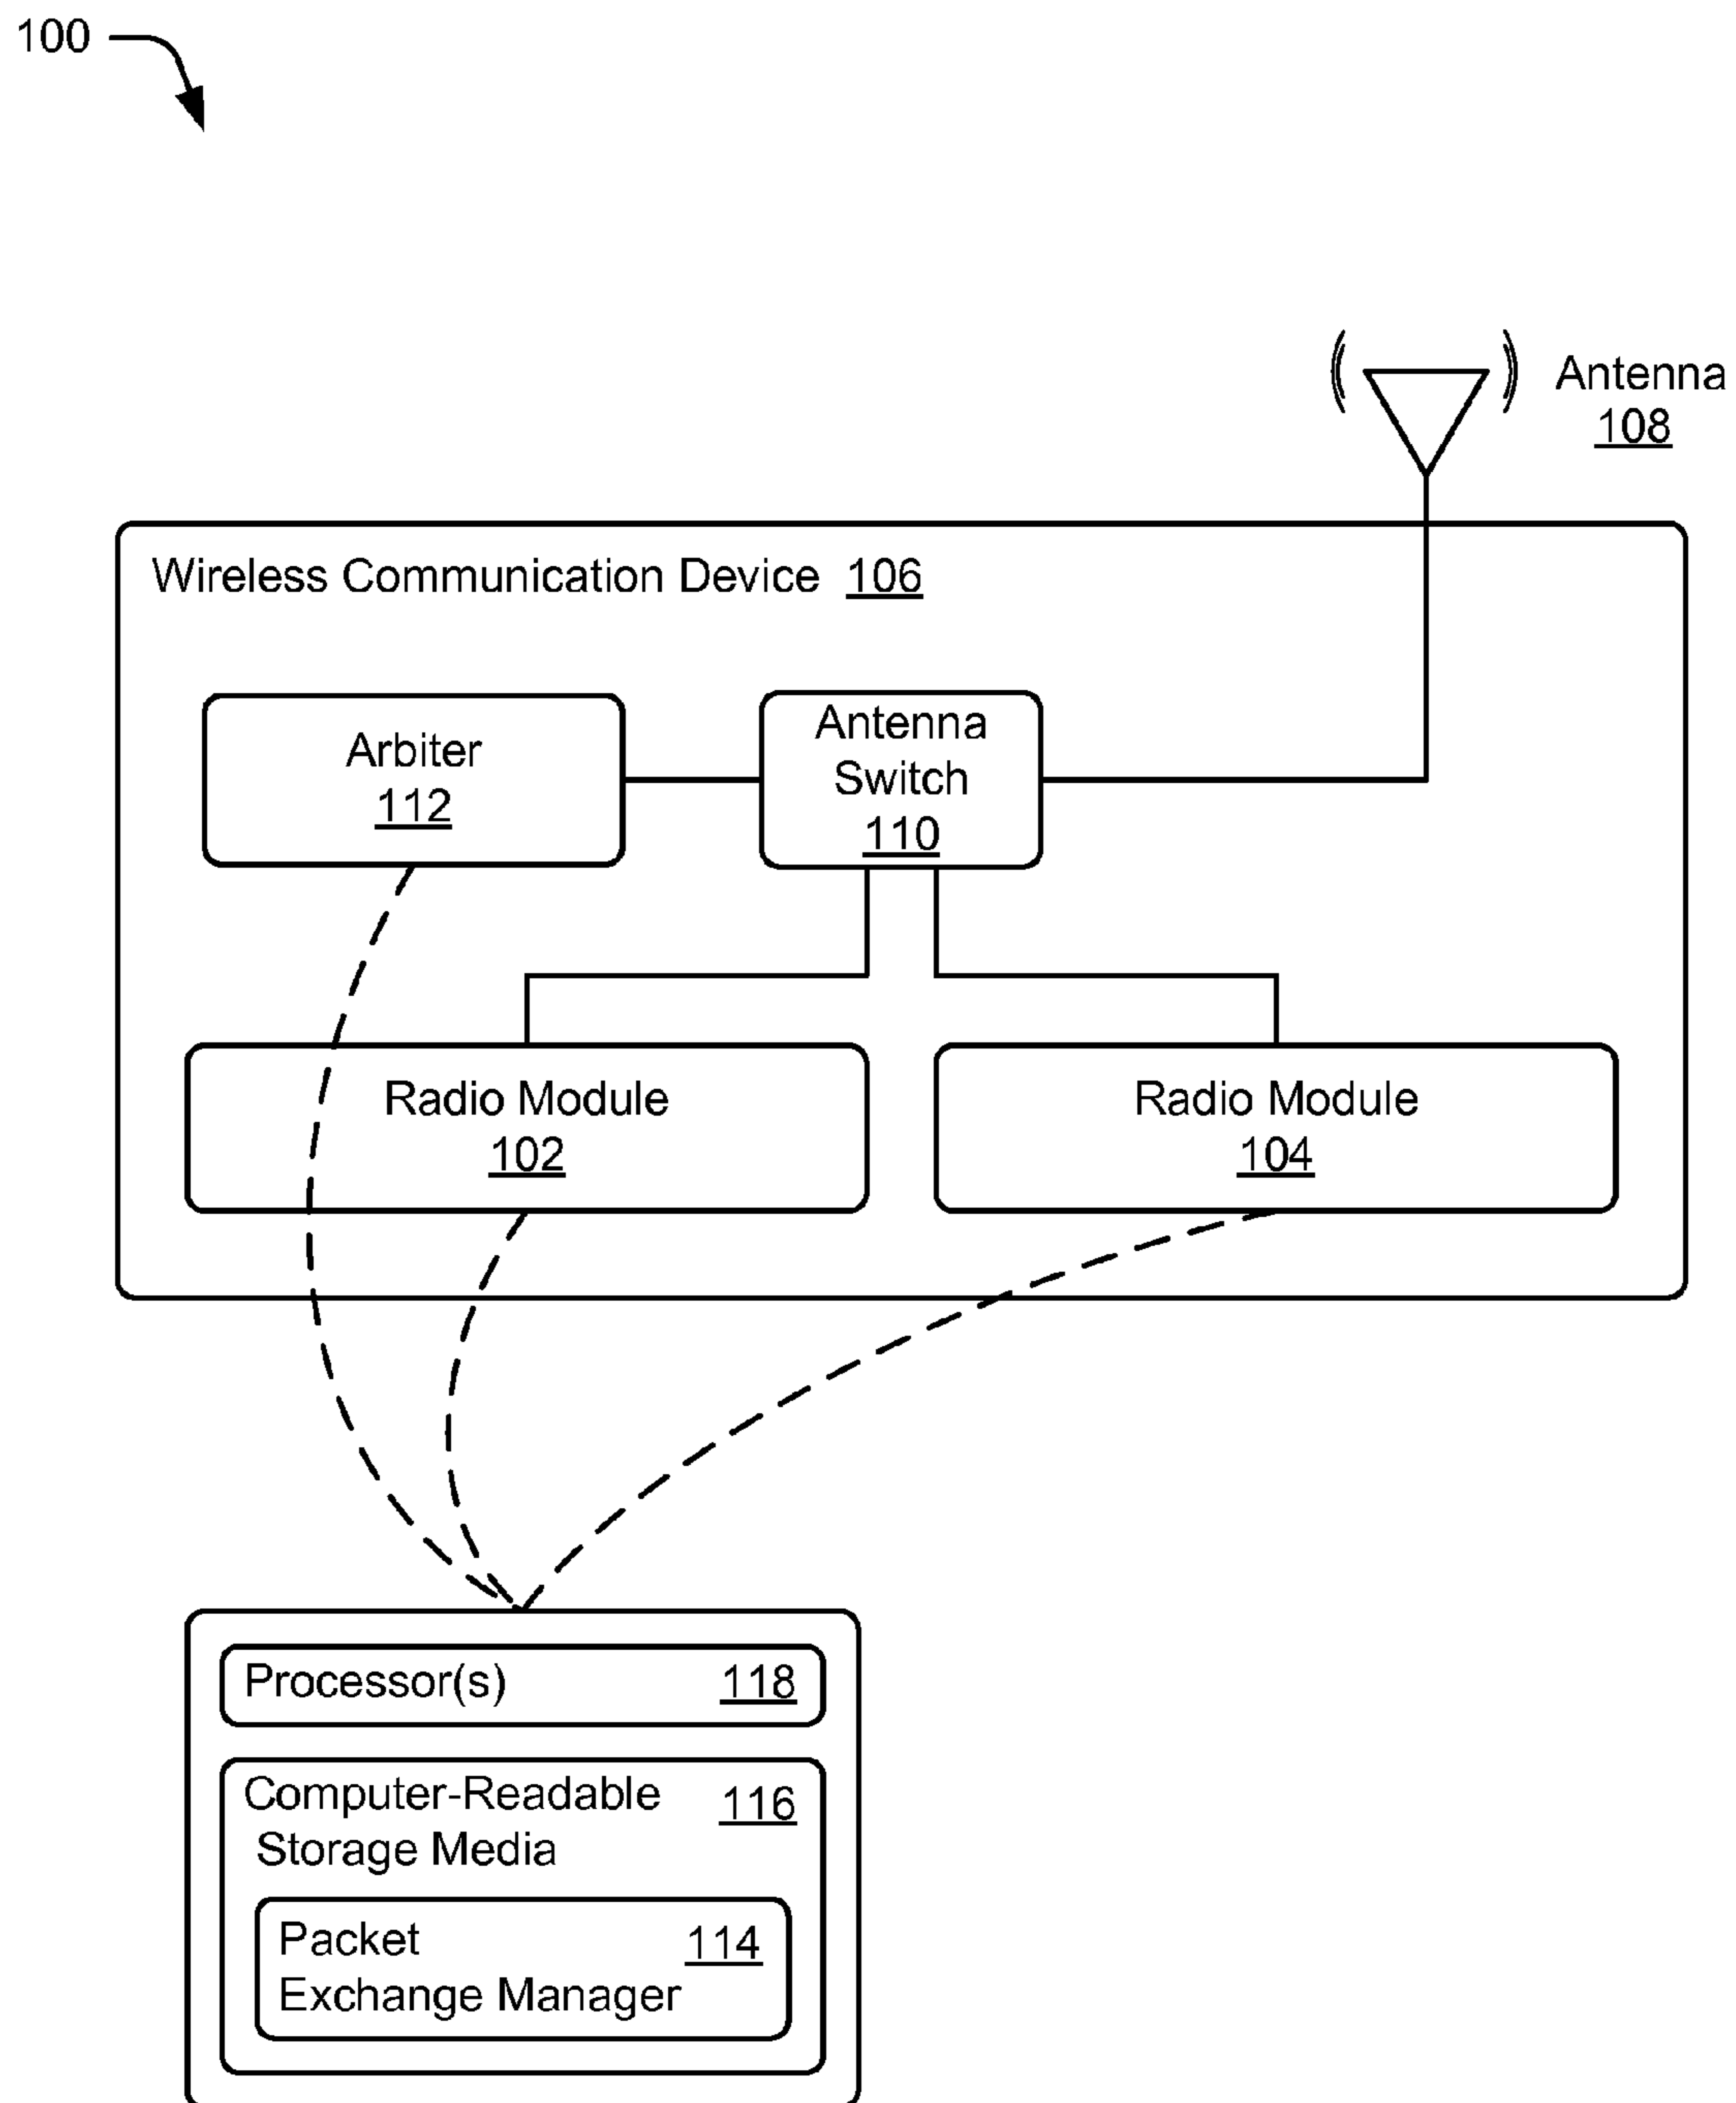 100
Antenna
108
Wireless Communication Device 106
Arbiter
112
Antenna
Switch
110
Radio Module
102
Radio Module
104
Processor(s) 118
Computer-Readable 116
Storage Media
Packet 114
Exchange Manager